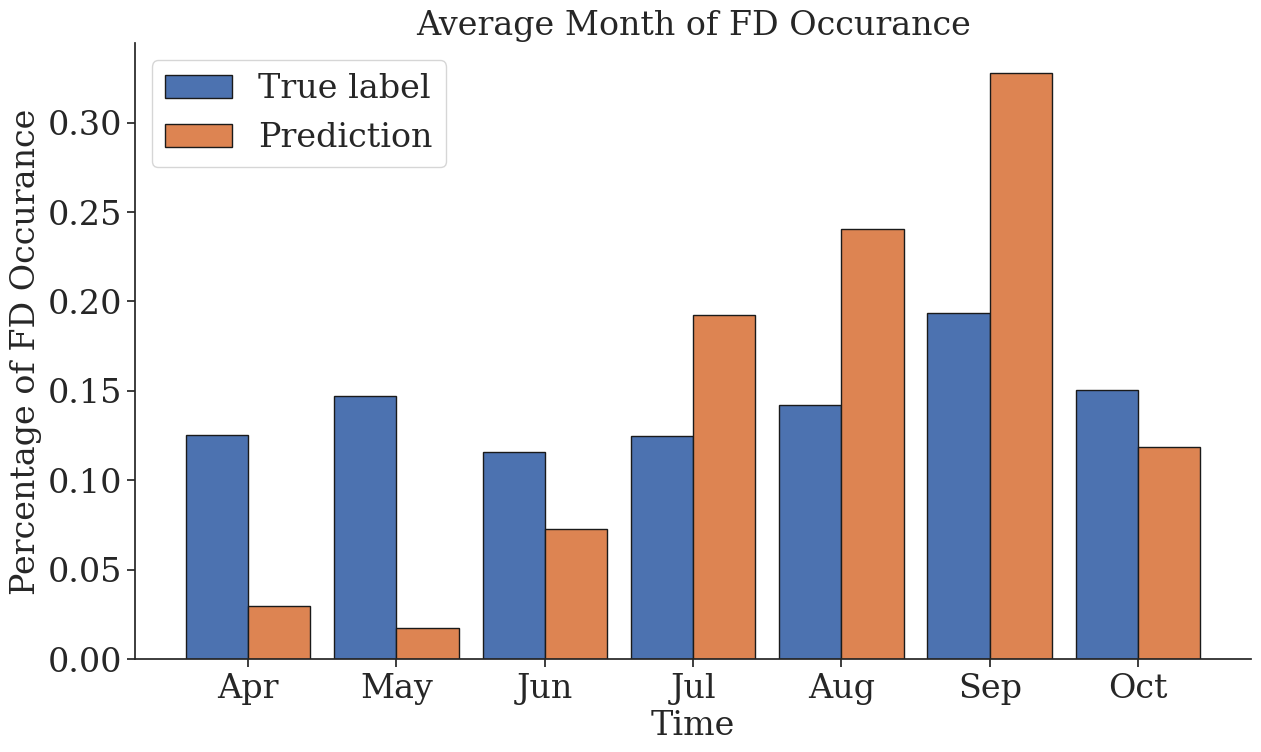 Average Month of FD Occurance
True label
Prediction
Percentage of FD Occurance
0.30
0.25
0.20
0.15
0.10
0.05
0.00
Apr May Jun Jul Aug Sep Oct
Time